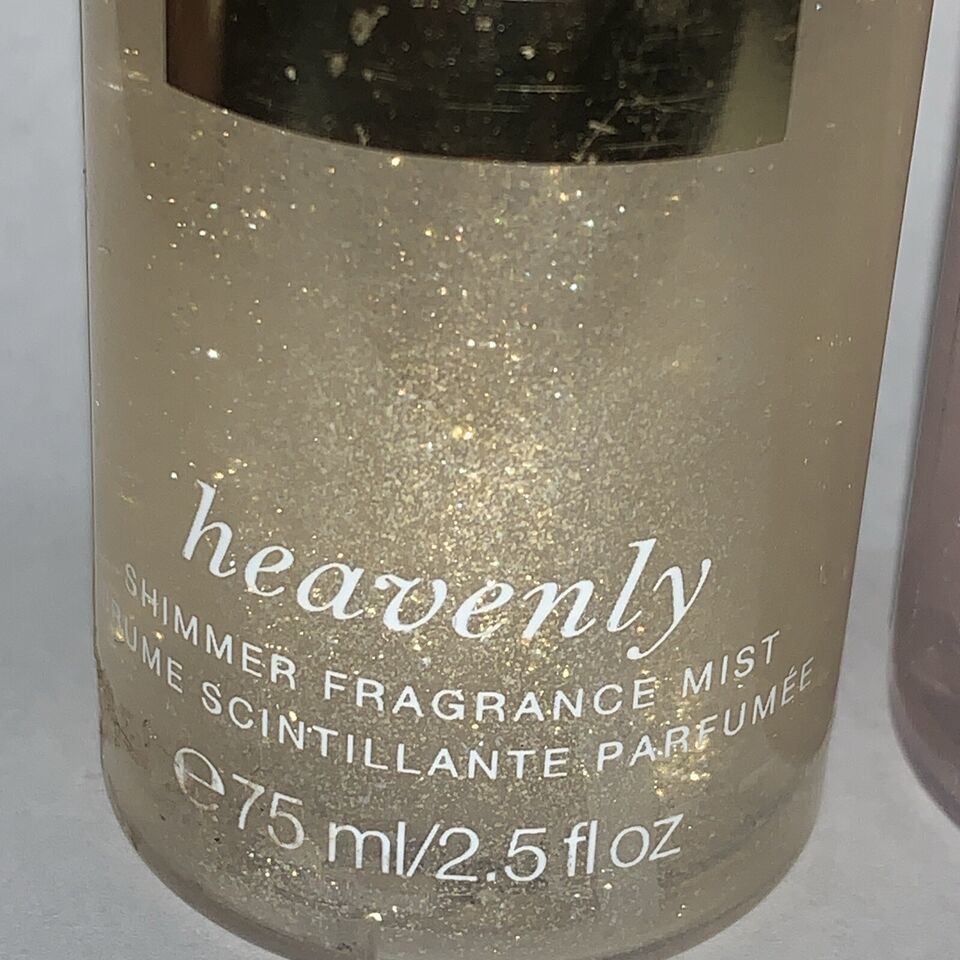 heavenly
SHIMMER FRAGRANCE MIST
SCINTILLANTE PARFUMÉE
℮75 ml/2.5 fl oz